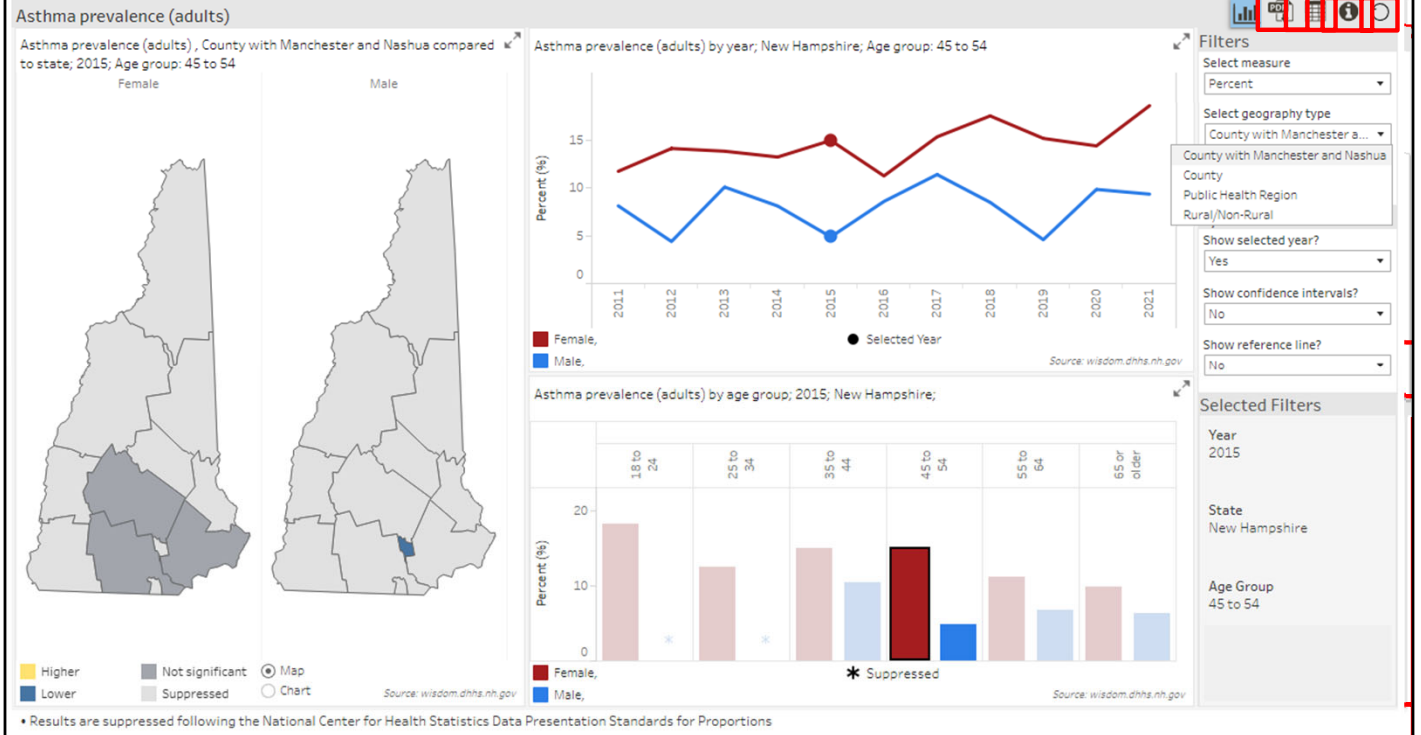 Asthma prevalence (adults)
PDF
Asthma prevalence (adults) , County with Manchester and Nashua compared
to state; 2015; Age group: 45 to 54
Female
Male
Higher
Lower
Not significant
Suppressed
Map
Chart
Source: wisdom.dhhs.nh.gov
Asthma prevalence (adults) by year; New Hampshire; Age group: 45 to 54
Percent (%)
15
10
5
0
2011
2012
2013
2014
2015
2016
2017
2018
2019
2020
2021
Female,
Male,
Selected Year
Source: wisdom.dhhs.nh.gov
Asthma prevalence (adults) by age group; 2015; New Hampshire;
18 to
24
25 to
34
35 to
44
45 to
54
55 to
64
65 or
older
Percent (%)
20
10
0
*
*
Female,
Male,
* Suppressed
Source: wisdom.dhhs.nh.gov
Filters
Select measure
Percent
Select geography type
County with Manchester a...
County with Manchester and Nashua
County
Public Health Region
Rural/Non-Rural
Show selected year?
Yes
Show confidence intervals?
No
Show reference line?
No
Selected Filters
Year
2015
State
New Hampshire
Age Group
45 to 54
• Results are suppressed following the National Center for Health Statistics Data Presentation Standards for Proportions